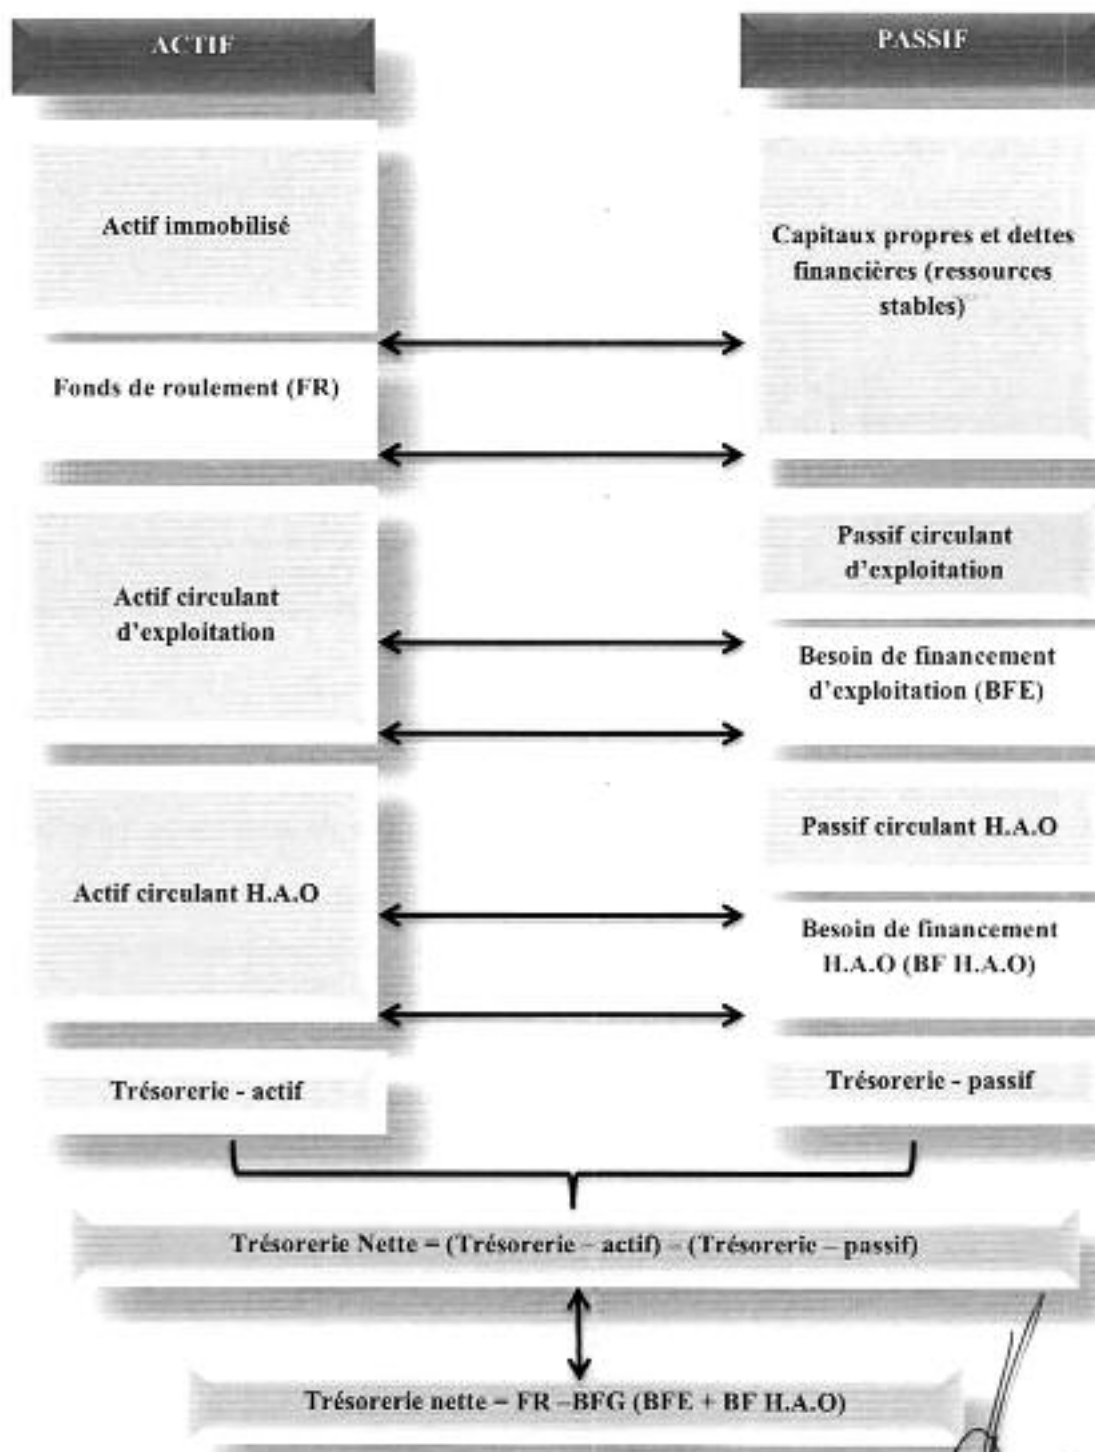 ACTIF
PASSIF
Actif immobilisé
Capitaux propres et dettes
financières (ressources
stables)
Fonds de roulement (FR)
Passif circulant
d'exploitation
Actif circulant
d'exploitation
Besoin de financement
d'exploitation (BFE)
Passif circulant H.A.O
Actif circulant H.A.O
Besoin de financement
H.A.O (BF H.A.O)
Trésorerie - actif
Trésorerie - passif
Trésorerie Nette = (Trésorerie – actif) – (Trésorerie – passif)
Trésorerie nette = FR –BFG (BFE + BF H.A.O)